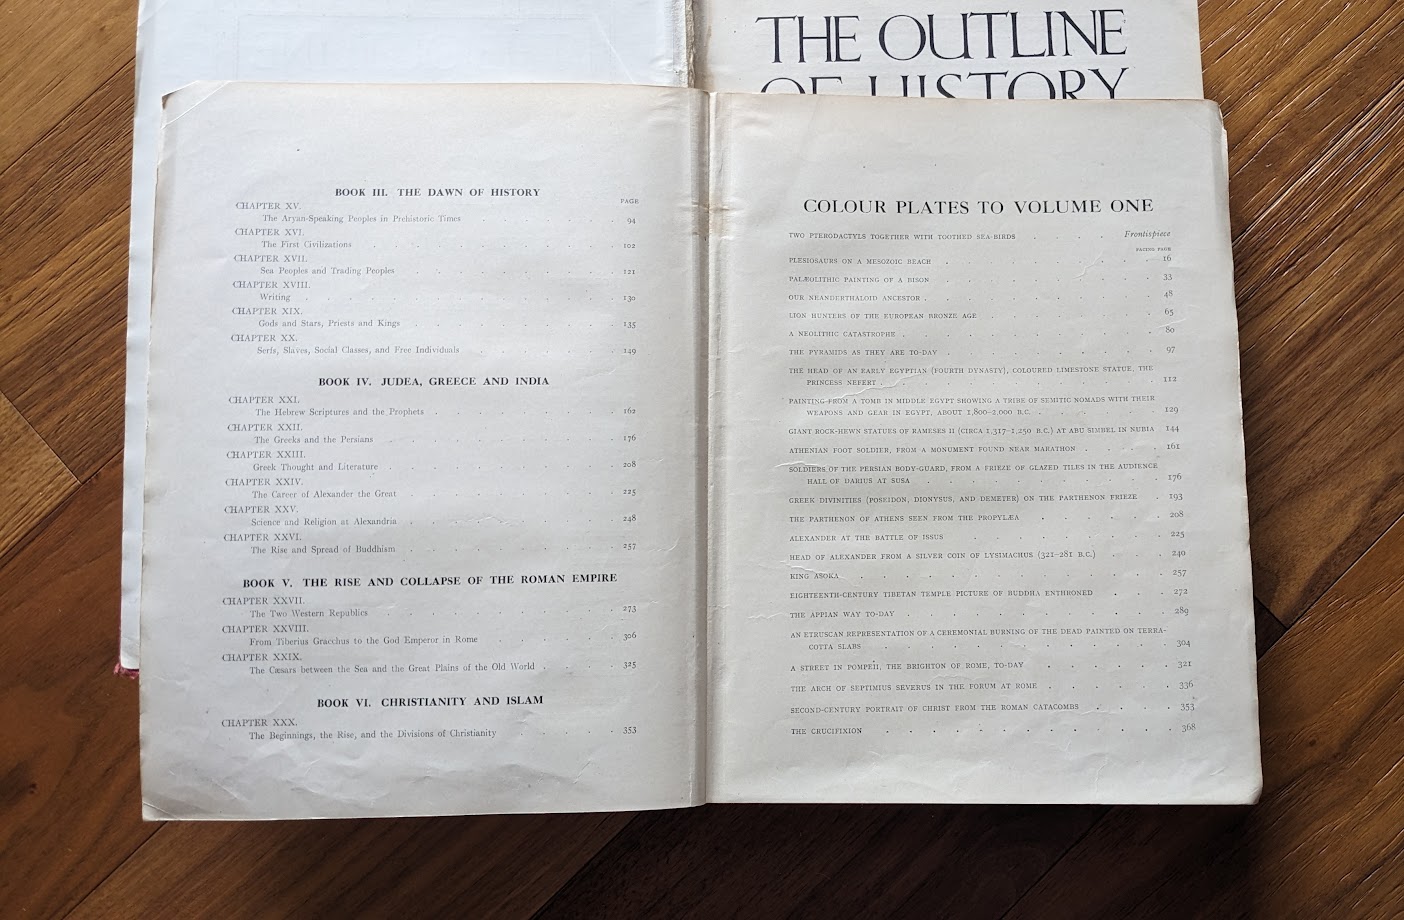 THE OUTLINE
OF HISTORY
BOOK III. THE DAWN OF HISTORY
PAGE
CHAPTER XV.
The Aryan-Speaking Peoples in Prehistoric Times . . . . . . 94
CHAPTER XVI.
The First Civilizations . . . . . . . . . 102
CHAPTER XVII.
Sea Peoples and Trading Peoples . . . . . . . . 121
CHAPTER XVIII.
Writing . . . . . . . . . . . 130
CHAPTER XIX.
Gods and Stars, Priests and Kings . . . . . . . . 135
CHAPTER XX.
Serfs, Slaves, Social Classes, and Free Individuals . . . . . . 149
BOOK IV. JUDEA, GREECE AND INDIA
CHAPTER XXI.
The Hebrew Scriptures and the Prophets . . . . . . . 162
CHAPTER XXII.
The Greeks and the Persians . . . . . . . . 176
CHAPTER XXIII.
Greek Thought and Literature . . . . . . . . 208
CHAPTER XXIV.
The Career of Alexander the Great . . . . . . . 225
CHAPTER XXV.
Science and Religion at Alexandria . . . . . . . 248
CHAPTER XXVI.
The Rise and Spread of Buddhism . . . . . . . 257
BOOK V. THE RISE AND COLLAPSE OF THE ROMAN EMPIRE
CHAPTER XXVII.
The Two Western Republics . . . . . . . . 273
CHAPTER XXVIII.
From Tiberius Gracchus to the God Emperor in Rome . . . . . 306
CHAPTER XXIX.
The Cæsars between the Sea and the Great Plains of the Old World . . . . 325
BOOK VI. CHRISTIANITY AND ISLAM
CHAPTER XXX.
The Beginnings, the Rise, and the Divisions of Christianity . . . . . 353
COLOUR PLATES TO VOLUME ONE
TWO PTERODACTYLS TOGETHER WITH TOOTHED SEA-BIRDS . . . . Frontispiece
FACING PAGE
PLESIOSAURS ON A MESOZOIC BEACH . . . . . . . 16
PALÆOLITHIC PAINTING OF A BISON . . . . . . . 33
OUR NEANDERTHALOID ANCESTOR . . . . . . . . 48
LION HUNTERS OF THE EUROPEAN BRONZE AGE . . . . . . 65
A NEOLITHIC CATASTROPHE . . . . . . . . 80
THE PYRAMIDS AS THEY ARE TO-DAY . . . . . . . 97
THE HEAD OF AN EARLY EGYPTIAN (FOURTH DYNASTY), COLOURED LIMESTONE STATUE, THE
PRINCESS NEFERT . . . . . . . . . 112
PAINTING FROM A TOMB IN MIDDLE EGYPT SHOWING A TRIBE OF SEMITIC NOMADS WITH THEIR
WEAPONS AND GEAR IN EGYPT, ABOUT 1,800-2,000 B.C. . . . . 129
GIANT ROCK-HEWN STATUES OF RAMESES II (CIRCA 1,317-1,250 B.C.) AT ABU SIMBEL IN NUBIA 144
ATHENIAN FOOT SOLDIER, FROM A MONUMENT FOUND NEAR MARATHON . . . . 161
SOLDIERS OF THE PERSIAN BODY-GUARD, FROM A FRIEZE OF GLAZED TILES IN THE AUDIENCE
HALL OF DARIUS AT SUSA . . . . . . . . 176
GREEK DIVINITIES (POSEIDON, DIONYSUS, AND DEMETER) ON THE PARTHENON FRIEZE . 193
THE PARTHENON OF ATHENS SEEN FROM THE PROPYLÆA . . . . . 208
ALEXANDER AT THE BATTLE OF ISSUS . . . . . . . 225
HEAD OF ALEXANDER FROM A SILVER COIN OF LYSIMACHUS (321-281 B.C.) . . . 240
KING ASOKA . . . . . . . . . . 257
EIGHTEENTH-CENTURY TIBETAN TEMPLE PICTURE OF BUDDHA ENTHRONED . . . 272
THE APPIAN WAY TO-DAY . . . . . . . . 289
AN ETRUSCAN REPRESENTATION OF A CEREMONIAL BURNING OF THE DEAD PAINTED ON TERRA-
COTTA SLABS . . . . . . . . . 304
A STREET IN POMPEII, THE BRIGHTON OF ROME, TO-DAY . . . . . 321
THE ARCH OF SEPTIMIUS SEVERUS IN THE FORUM AT ROME . . . . . 336
SECOND-CENTURY PORTRAIT OF CHRIST FROM THE ROMAN CATACOMBS . . . . 353
THE CRUCIFIXION . . . . . . . . . . 368